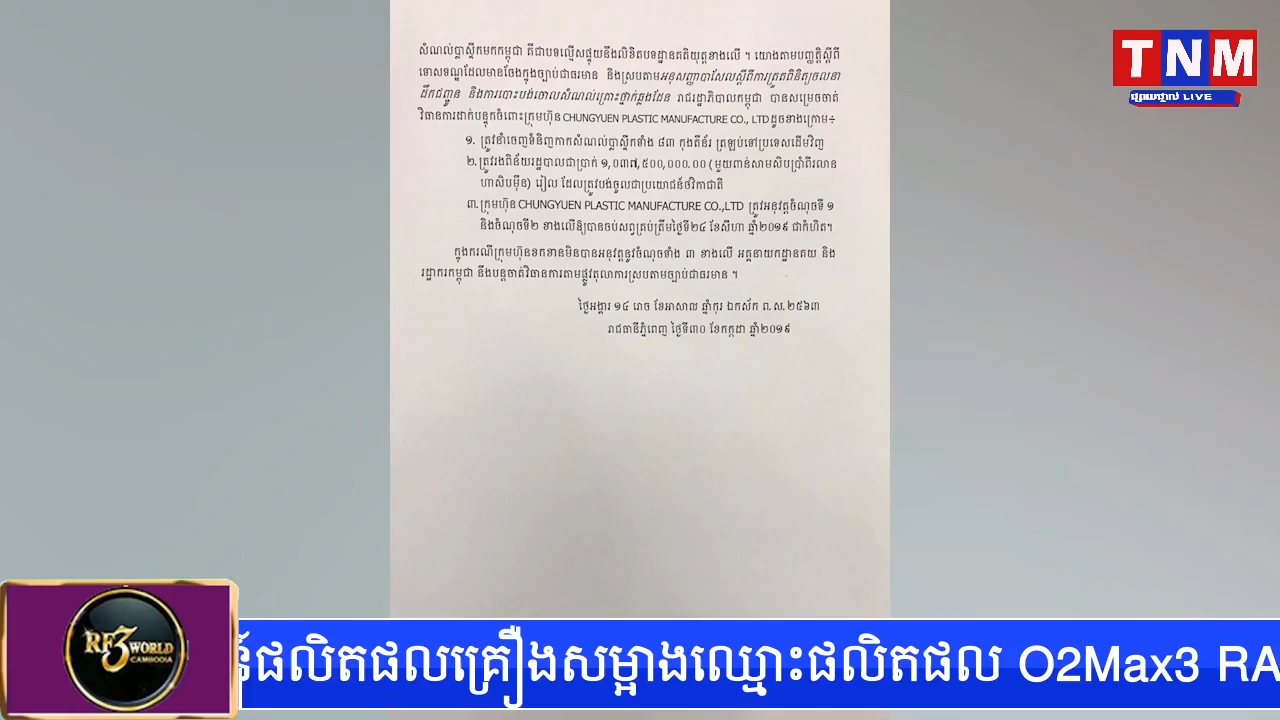 សំណល់ប្លាស្ទីកមកកម្ពុជា គឺជាបទល្មើសផ្ទុយនឹងលិខិតបទដ្ឋានគតិយុត្តខាងលើ ។ យោងតាមបញ្ញត្តិស្តីពី
ទោសទណ្ឌដែលមានចែងក្នុងច្បាប់ជាធរមាន និងស្របតាមអនុសញ្ញាបាសែលស្តីពីការត្រួតពិនិត្យចលនា
ដឹកជញ្ជូន និងការបោះបង់ចោលសំណល់គ្រោះថ្នាក់ឆ្លងដែន រាជរដ្ឋាភិបាលកម្ពុជា បានសម្រេចចាត់
វិធានការដាក់បន្ទុកចំពោះក្រុមហ៊ុន CHUNGYUEN PLASTIC MANUFACTURE CO., LTD ដូចខាងក្រោម÷
១. ត្រូវនាំចេញទំនិញកាកសំណល់ប្លាស្ទីកទាំង ៨៣ កុងតឺន័រ ត្រឡប់ទៅប្រទេសដើមវិញ
២. ត្រូវរងពិន័យរដ្ឋបាលជាប្រាក់ ១,០៣៧,៥០០,០០០.០០ (មួយពាន់សាមសិបប្រាំពីរលាន
ហាសិបម៉ឺន) រៀល ដែលត្រូវបង់ចូលជាប្រយោជន៍ថវិកាជាតិ
៣. ក្រុមហ៊ុន CHUNGYUEN PLASTIC MANUFACTURE CO.,LTD ត្រូវអនុវត្តចំណុចទី ១
និងចំណុចទី២ ខាងលើឱ្យបានចប់សព្វគ្រប់ត្រឹមថ្ងៃទី២៤ ខែសីហា ឆ្នាំ២០១៩ ជាកំហិត។
ក្នុងករណីក្រុមហ៊ុនខកខានមិនបានអនុវត្តនូវចំណុចទាំង ៣ ខាងលើ អគ្គនាយកដ្ឋានគយ និង
រដ្ឋាករកម្ពុជា នឹងបន្តចាត់វិធានការតាមផ្លូវតុលាការស្របតាមច្បាប់ជាធរមាន ។
ថ្ងៃអង្គារ ១៤ រោច ខែអាសាឍ ឆ្នាំកុរ ឯកស័ក ព.ស.២៥៦៣
រាជធានីភ្នំពេញ ថ្ងៃទី៣០ ខែកក្កដា ឆ្នាំ២០១៩
TNM
ផ្សាយផ្ទាល់ LIVE
RF3 WORLD
CAMBODIA
ផលិតផលគ្រឿងសម្អាងឈ្មោះផលិតផល O2Max3 RA